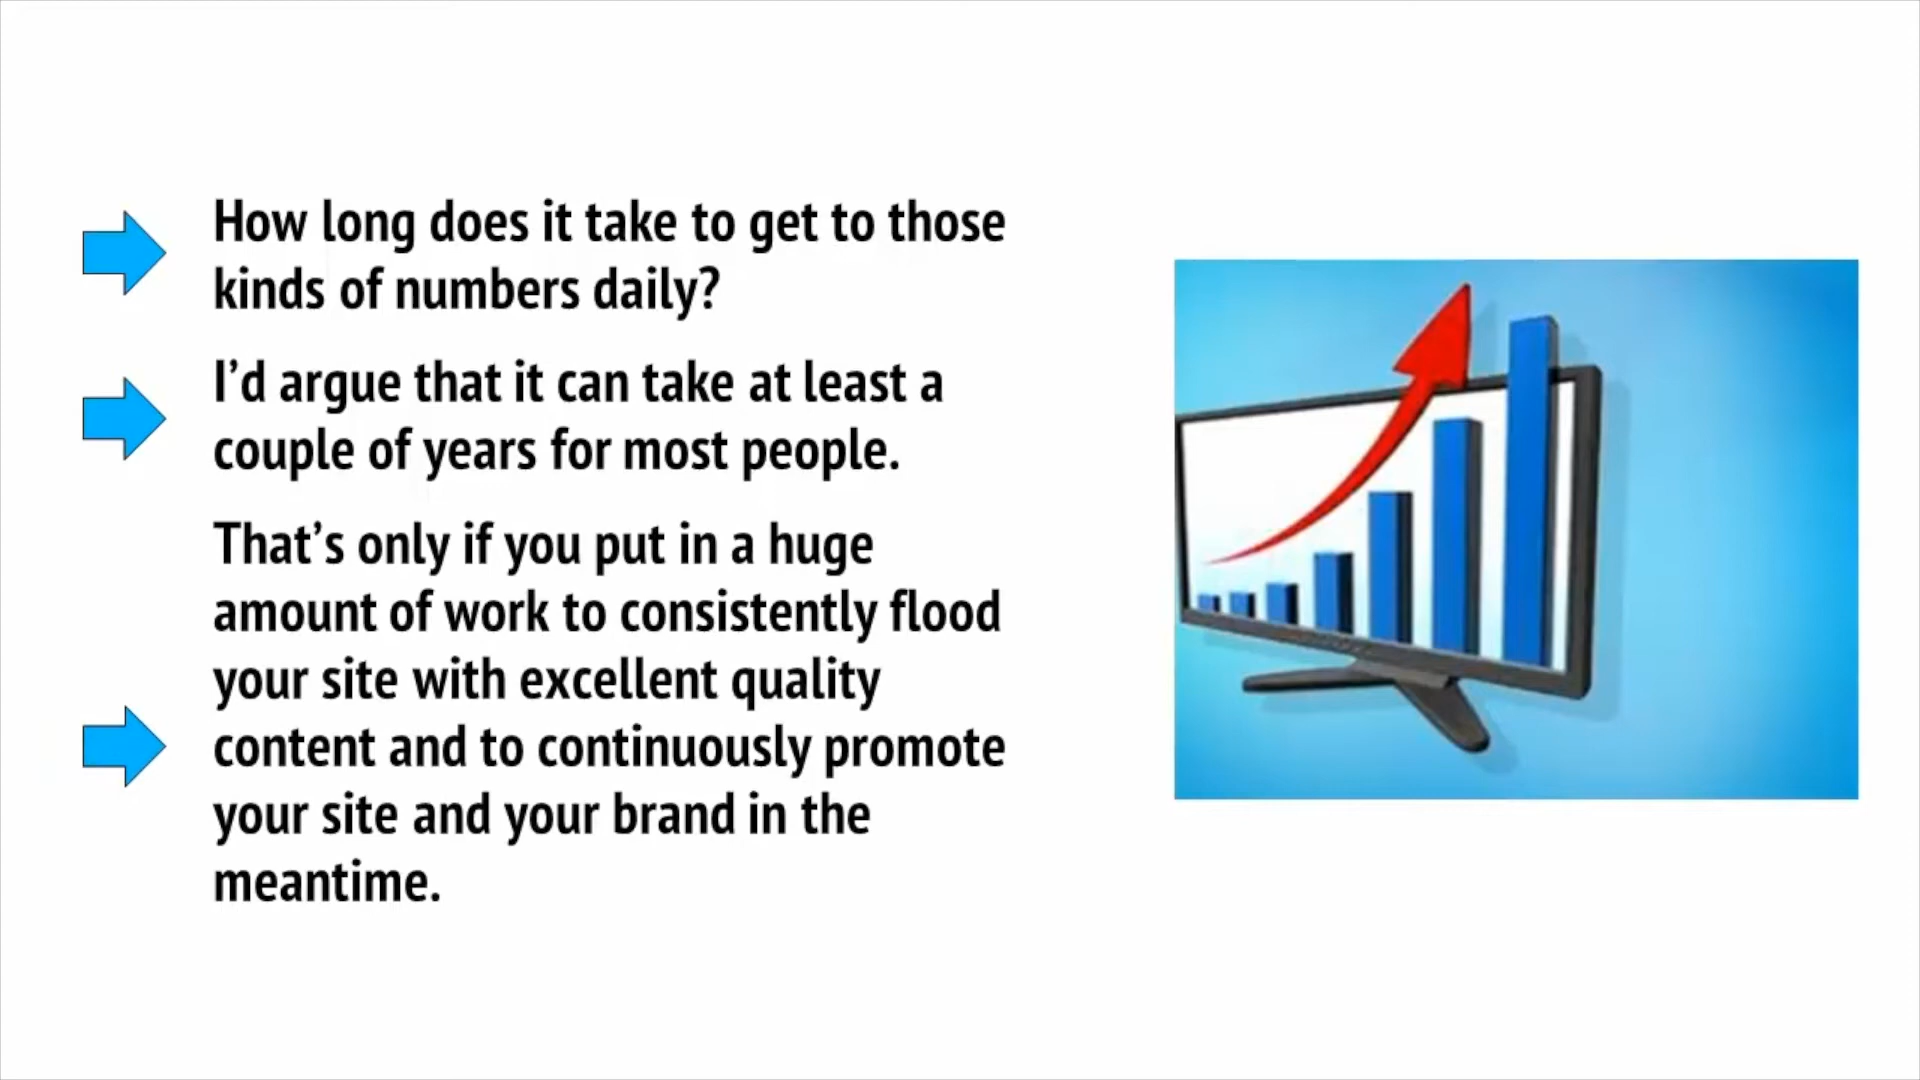 How long does it take to get to those
kinds of numbers daily?
I’d argue that it can take at least a
couple of years for most people.
That’s only if you put in a huge
amount of work to consistently flood
your site with excellent quality
content and to continuously promote
your site and your brand in the
meantime.